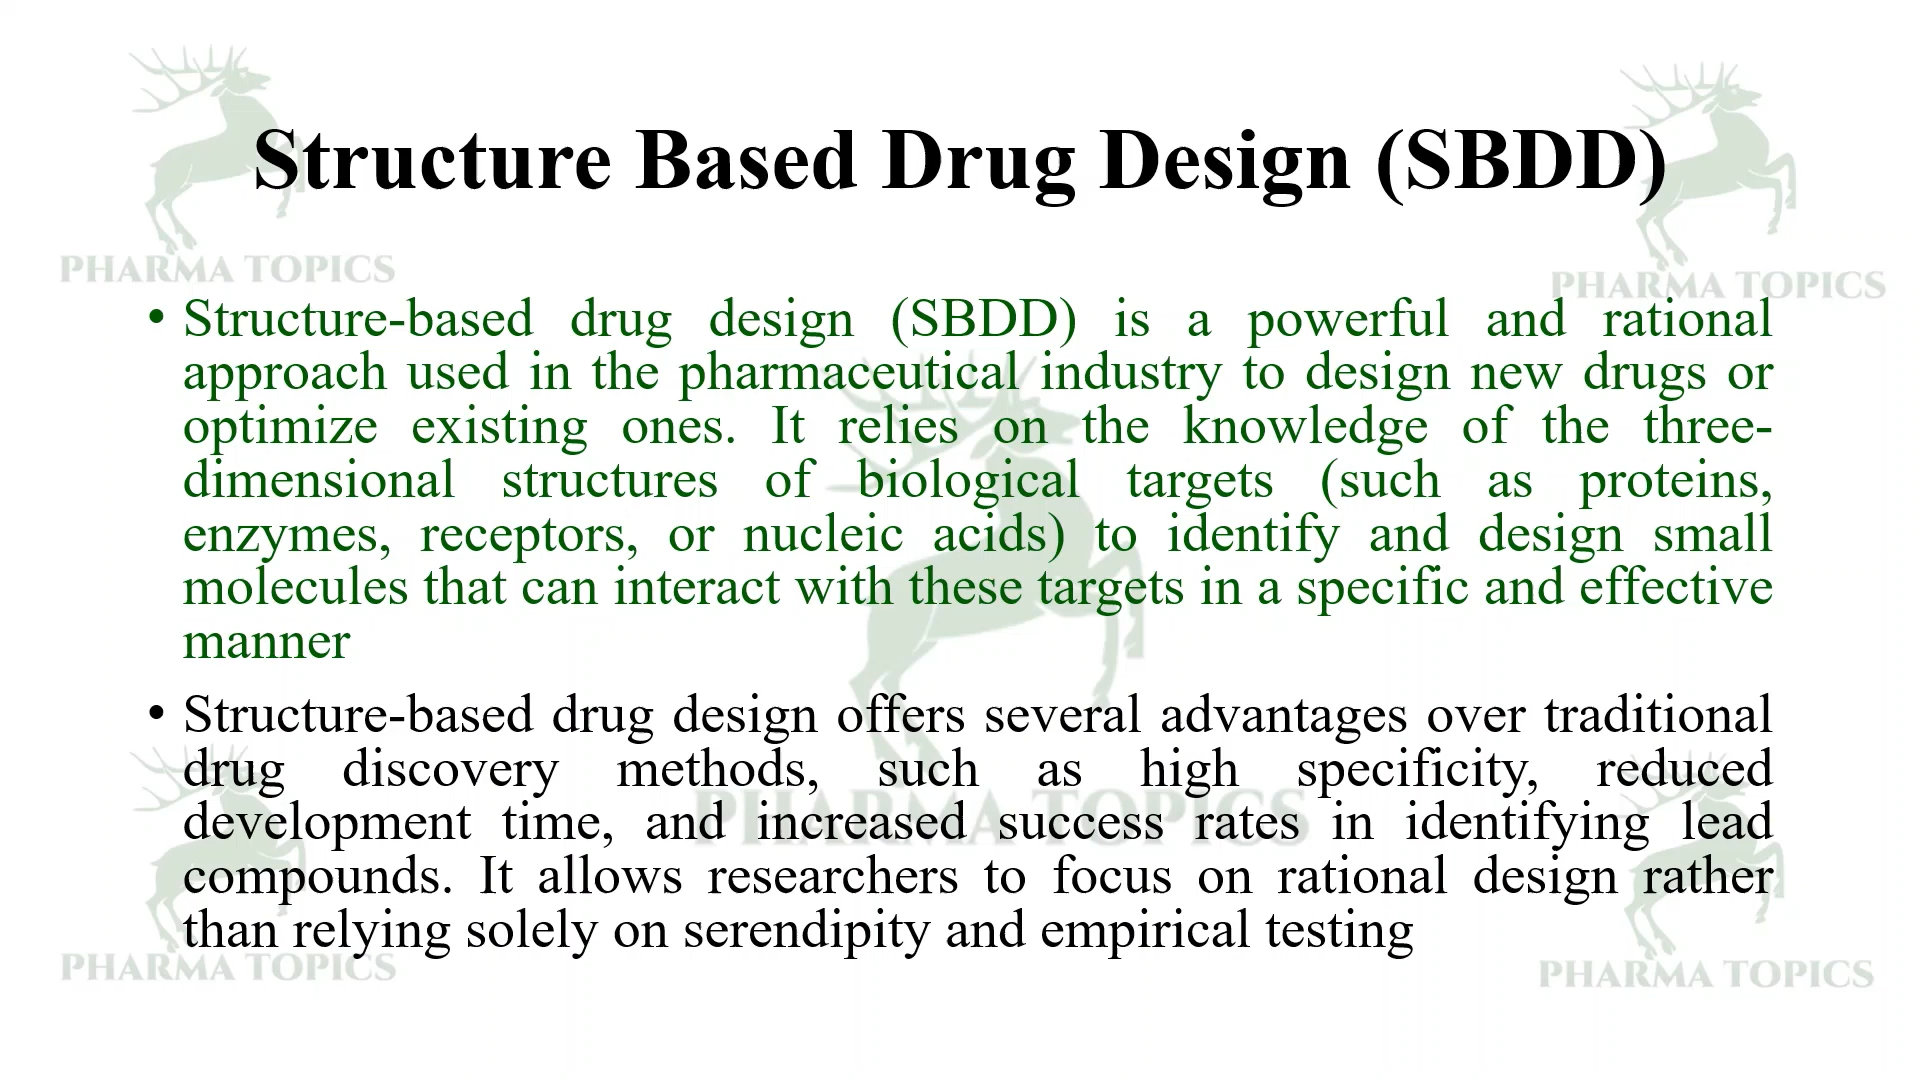 Structure Based Drug Design (SBDD)
PHARMA TOPICS
PHARMA TOPICS
• Structure-based drug design (SBDD) is a powerful and rational
approach used in the pharmaceutical industry to design new drugs or
optimize existing ones. It relies on the knowledge of the three-
dimensional structures of biological targets (such as proteins,
enzymes, receptors, or nucleic acids) to identify and design small
molecules that can interact with these targets in a specific and effective
manner
• Structure-based drug design offers several advantages over traditional
drug discovery methods, such as high specificity, reduced
development time, and increased success rates in identifying lead
compounds. It allows researchers to focus on rational design rather
than relying solely on serendipity and empirical testing
PHARMA TOPICS
PHARMA TOPICS
PHARMA TOPICS